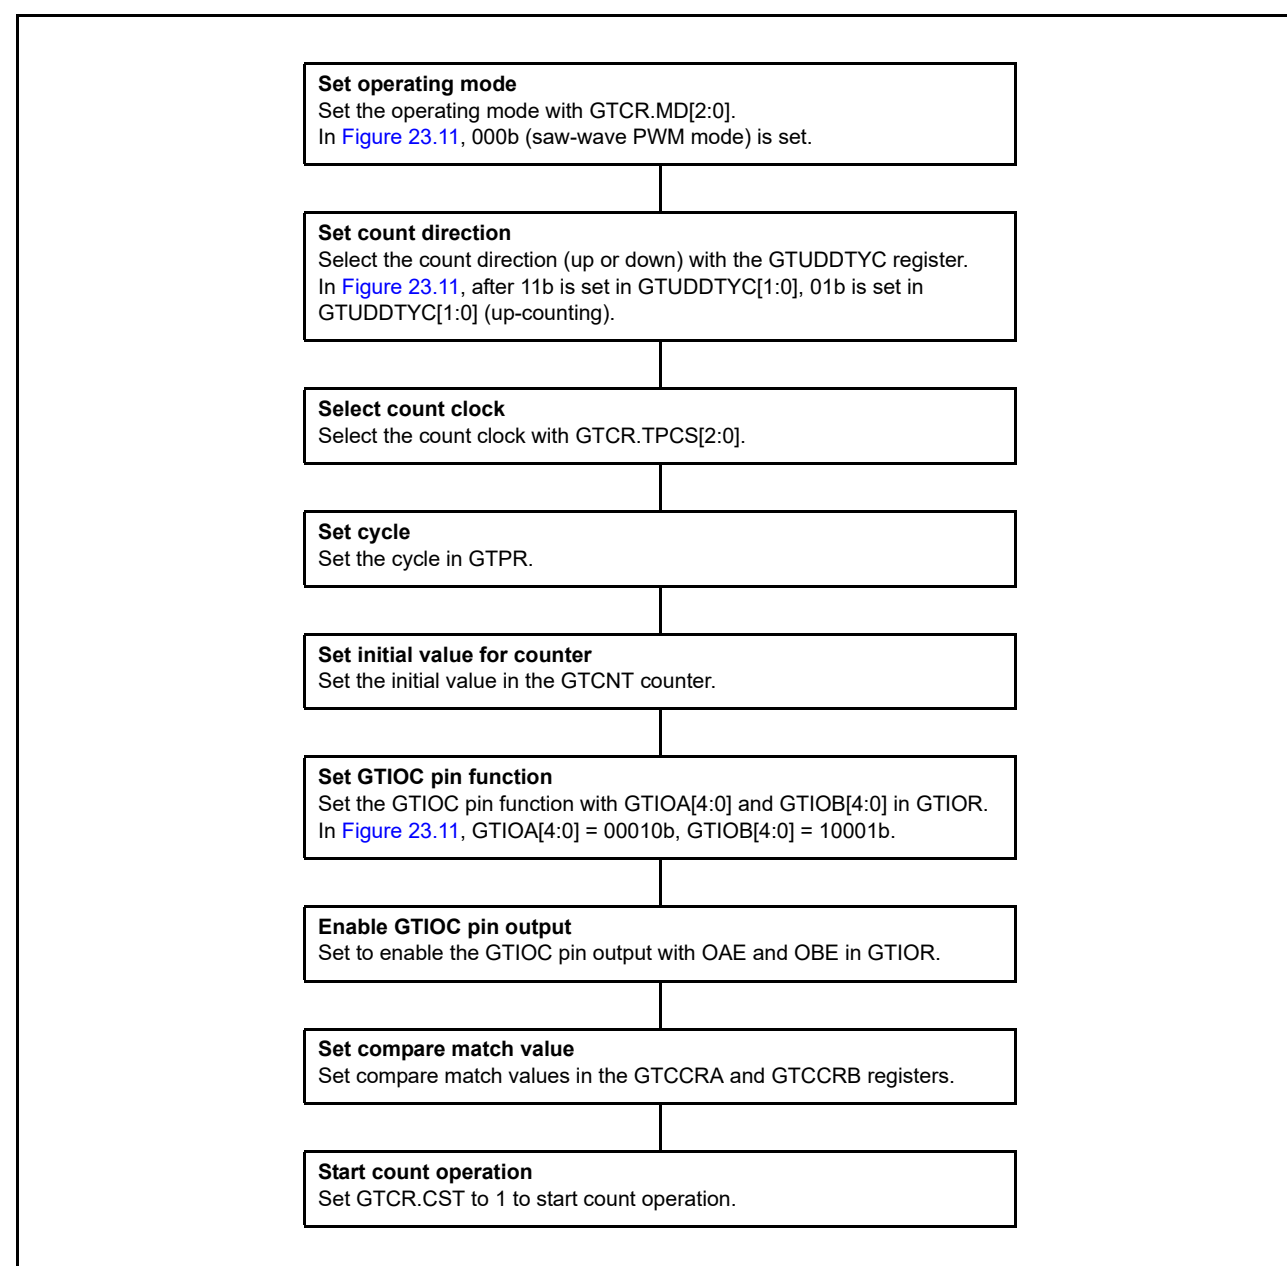 Set operating mode
Set the operating mode with GTCR.MD[2:0].
In Figure 23.11, 000b (saw-wave PWM mode) is set.
Set count direction
Select the count direction (up or down) with the GTUDDTYC register.
In Figure 23.11, after 11b is set in GTUDDTYC[1:0], 01b is set in
GTUDDTYC[1:0] (up-counting).
Select count clock
Select the count clock with GTCR.TPCS[2:0].
Set cycle
Set the cycle in GTPR.
Set initial value for counter
Set the initial value in the GTCNT counter.
Set GTIOC pin function
Set the GTIOC pin function with GTIOA[4:0] and GTIOB[4:0] in GTIOR.
In Figure 23.11, GTIOA[4:0] = 00010b, GTIOB[4:0] = 10001b.
Enable GTIOC pin output
Set to enable the GTIOC pin output with OAE and OBE in GTIOR.
Set compare match value
Set compare match values in the GTCCRA and GTCCRB registers.
Start count operation
Set GTCR.CST to 1 to start count operation.